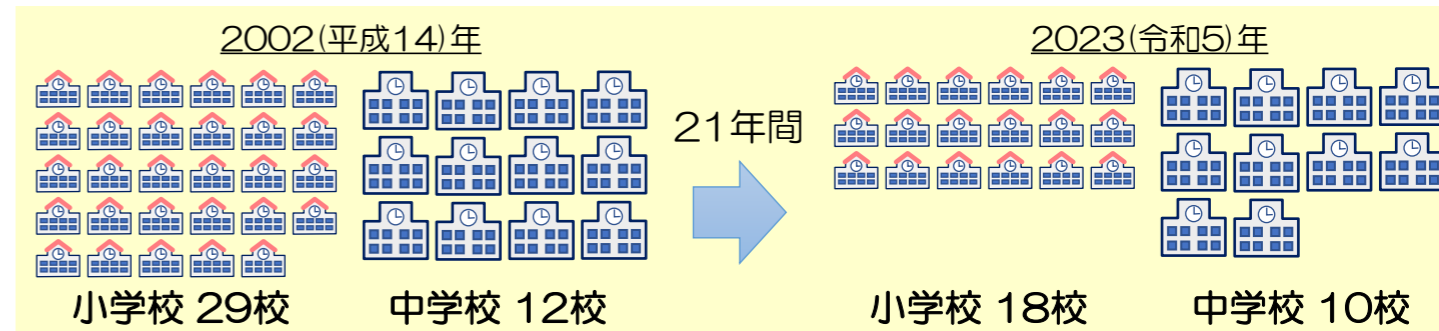 2002(平成14)年
2023(令和5)年
21年間
小学校 29校
中学校 12校
小学校 18校
中学校 10校